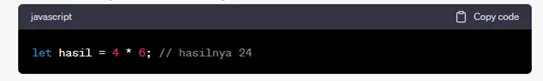 javascript
Copy code
let hasil = 4 * 6; // hasilnya 24